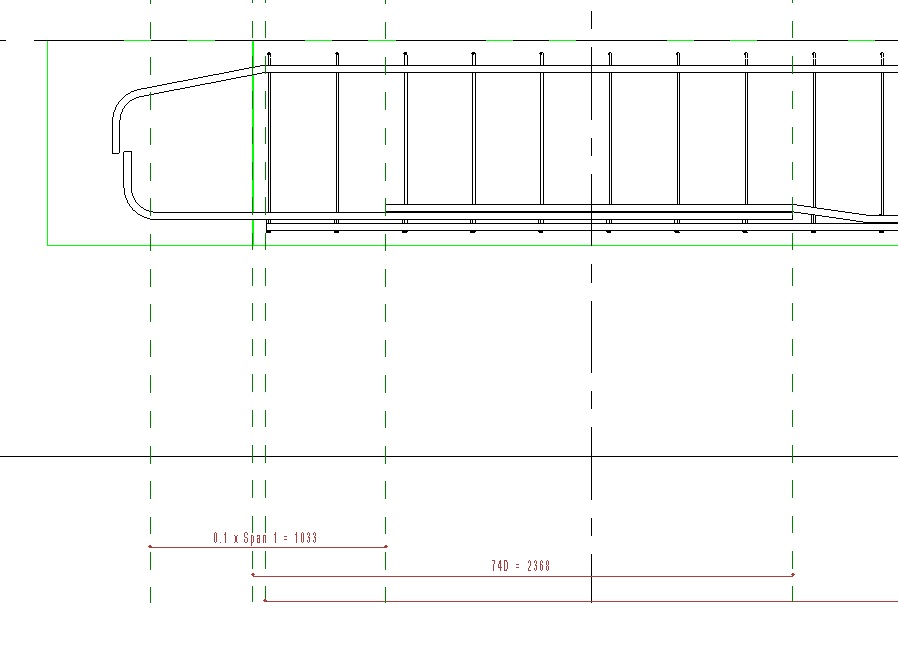 0.1 x Span 1 = 1033
74D = 2368